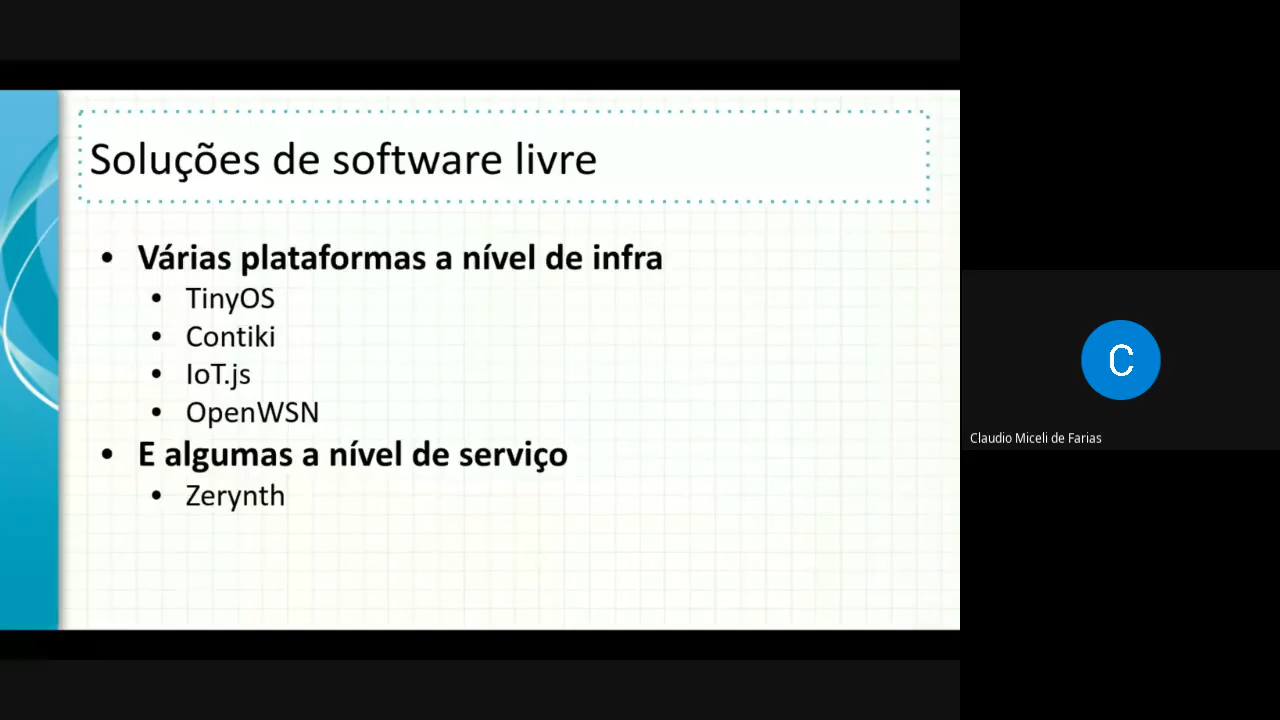 Soluções de software livre
• Várias plataformas a nível de infra
• TinyOS
• Contiki
• IoT.js
• OpenWSN
• E algumas a nível de serviço
• Zerynth
C
Claudio Miceli de Farias